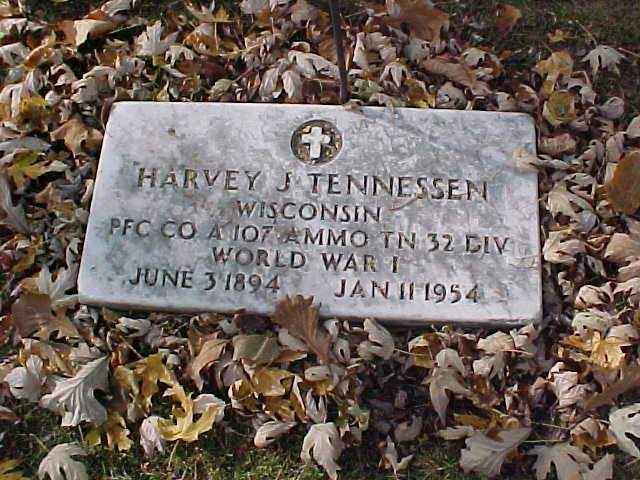 HARVEY J TENNESSEN
WISCONSIN
PFC CO A 107 AMMO TN 32 DIV
WORLD WAR I
JUNE 3 1894 JAN 11 1954